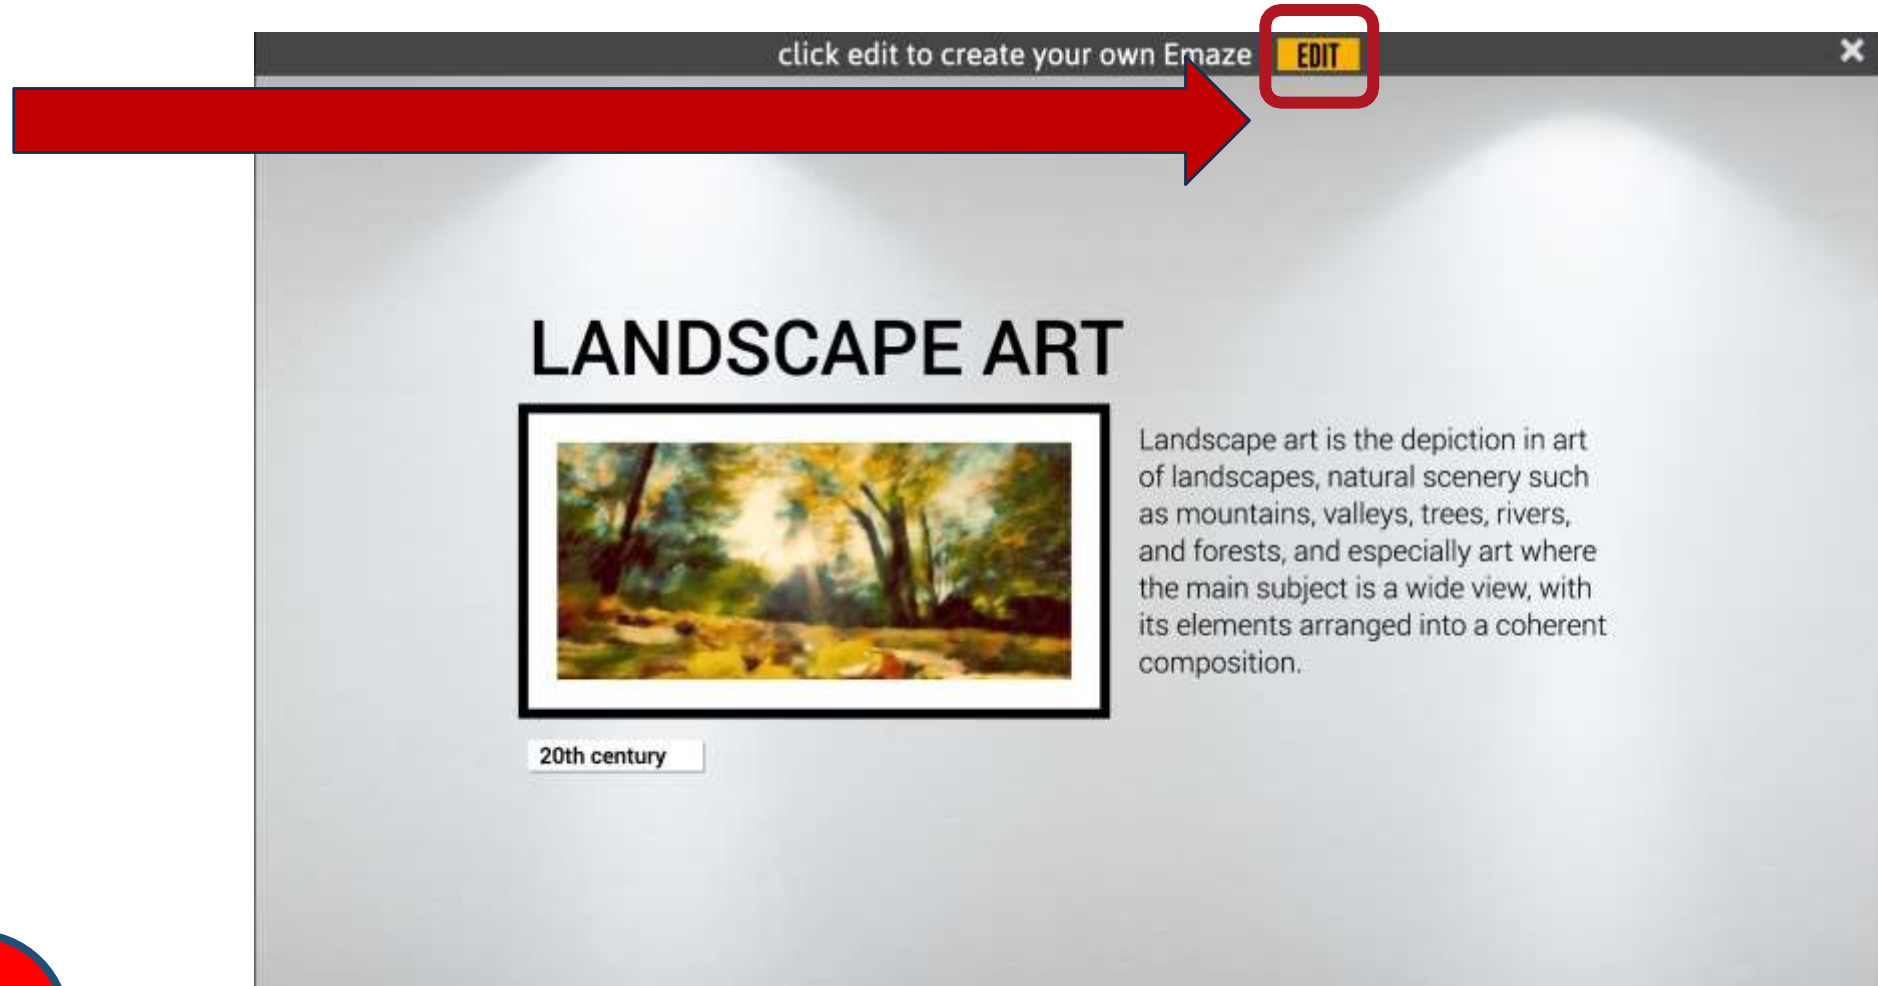 click edit to create your own Emaze EDIT
LANDSCAPE ART
Landscape art is the depiction in art
of landscapes, natural scenery such
as mountains, valleys, trees, rivers,
and forests, and especially art where
the main subject is a wide view, with
its elements arranged into a coherent
composition.
20th century